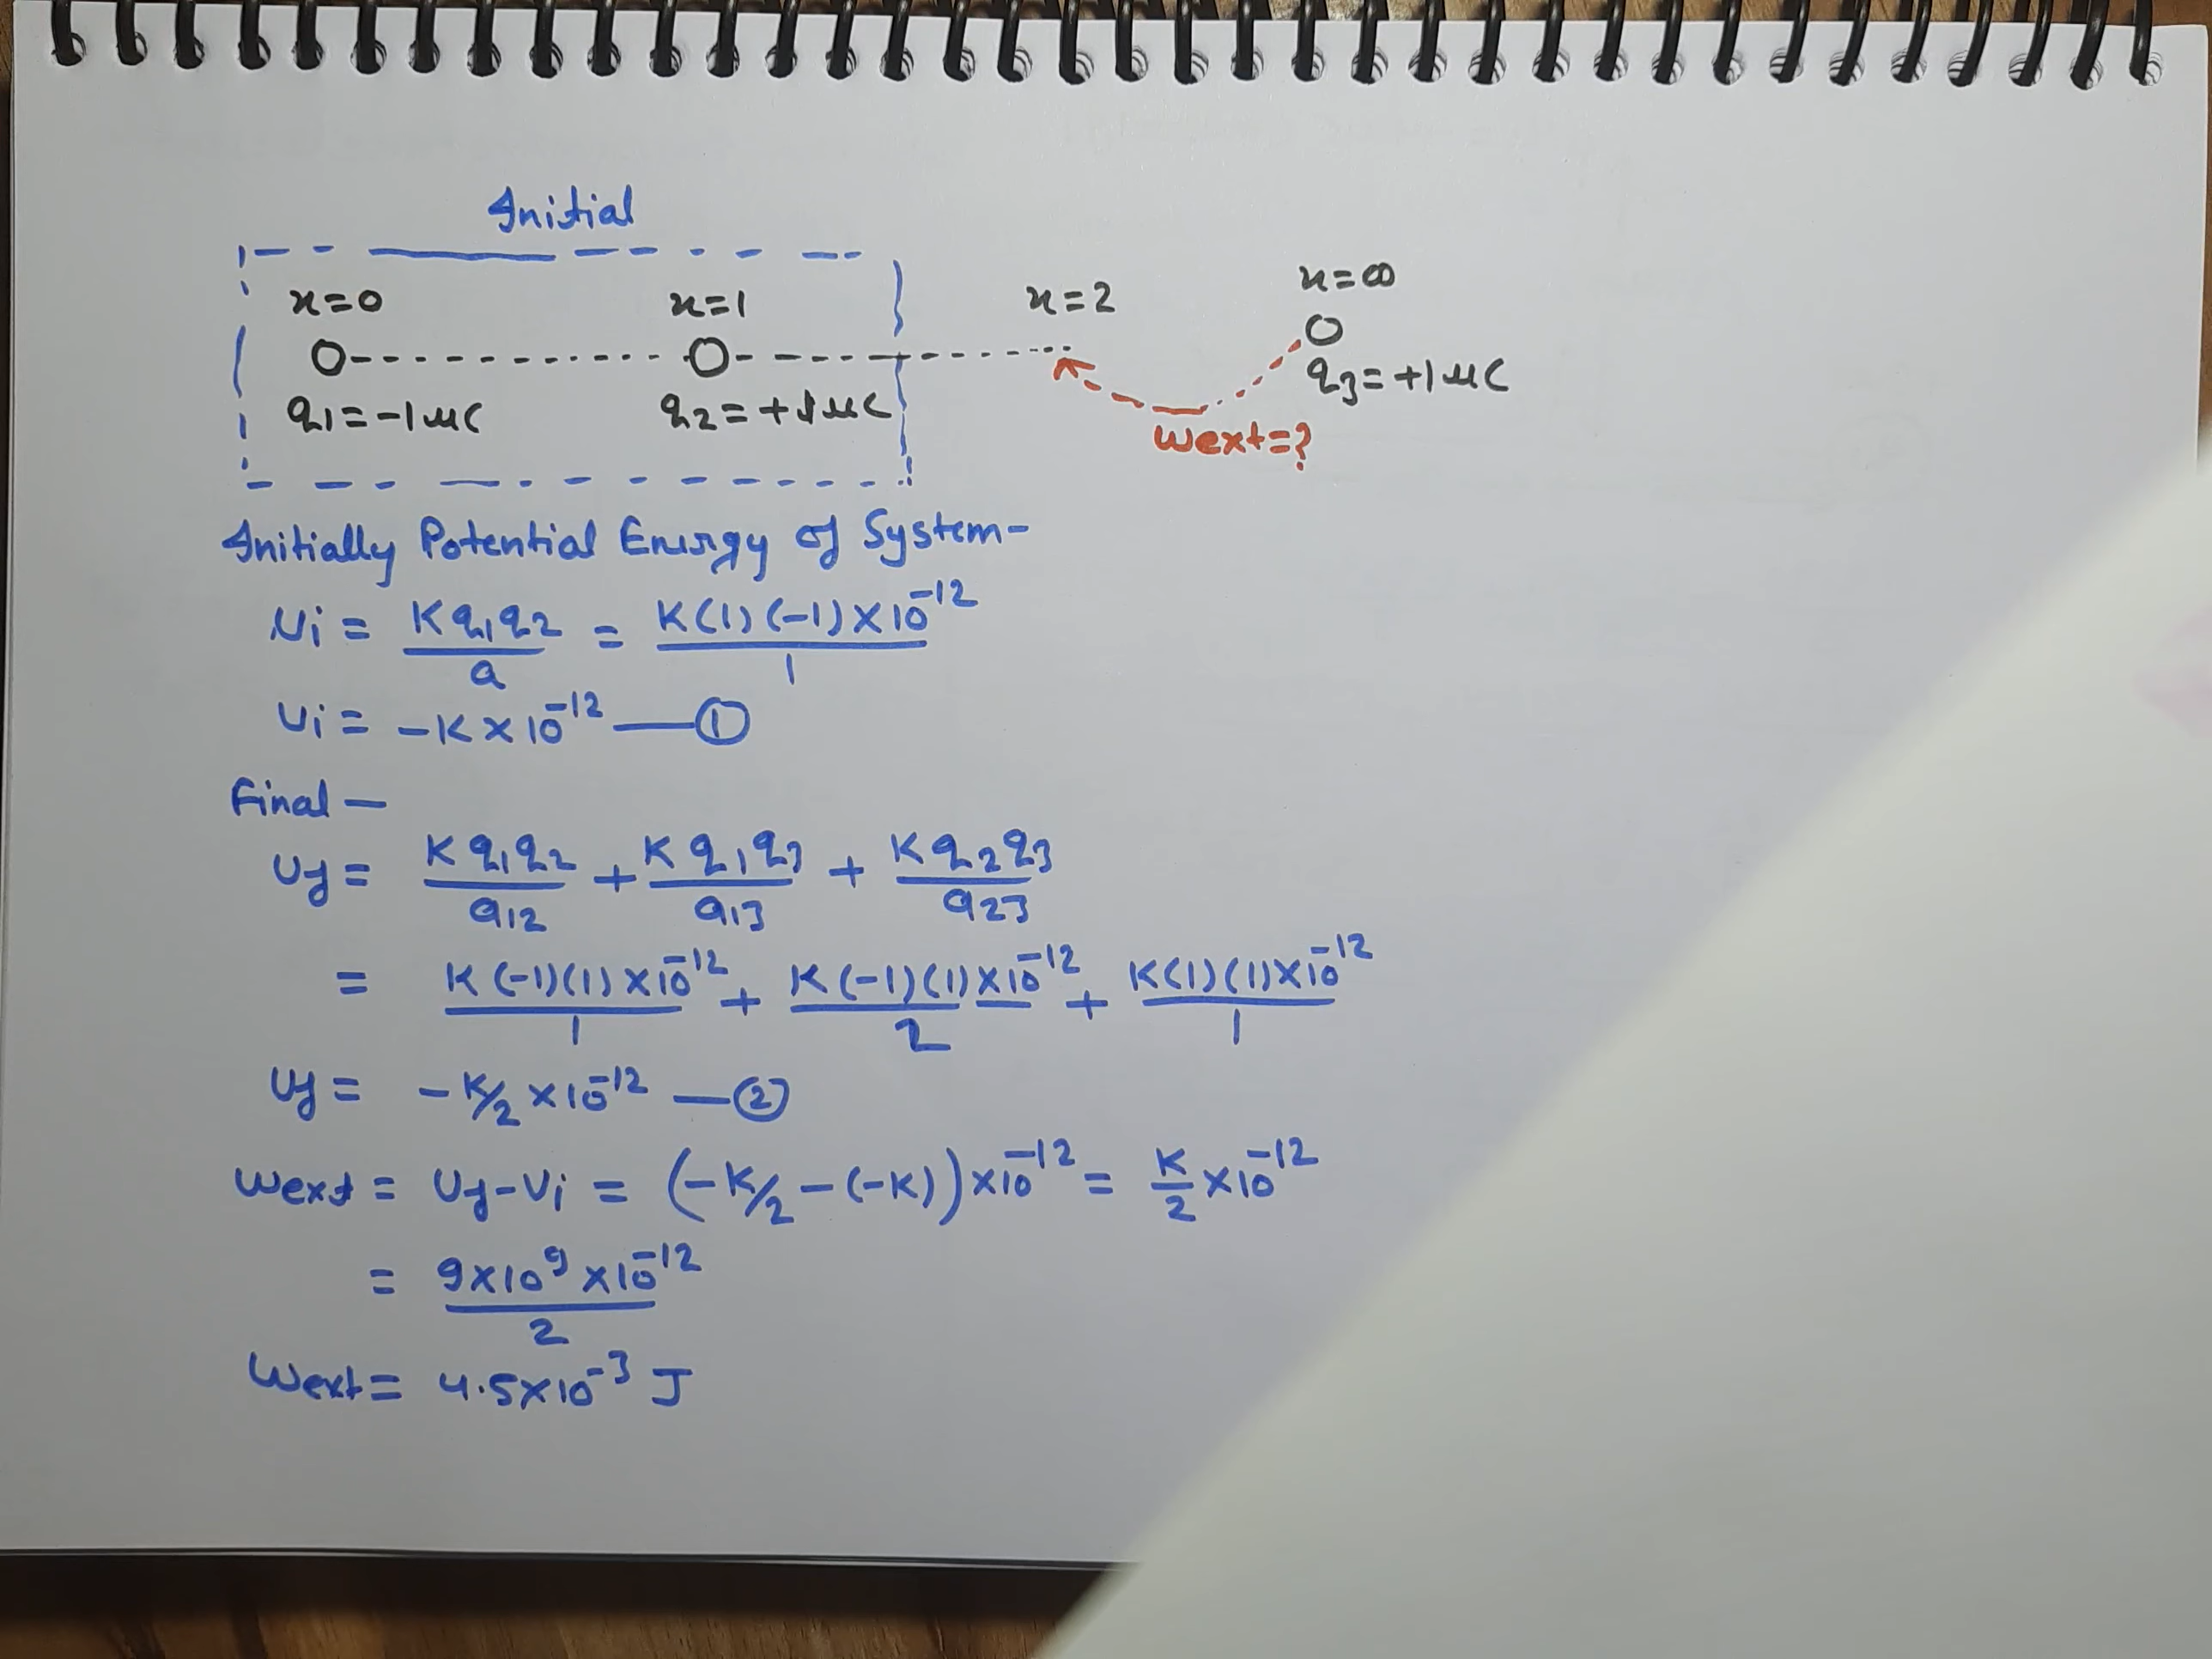 Initial
x=0 x=1 x=2 x=∞
q1=-1μC q2=+1μC q3=+1μC
Wext=?
Initially Potential Energy of System-
Ui = Kq1q2/a = K(1)(-1)×10^-12/1
Ui = -K×10^-12 —①
Final —
Uf = Kq1q2/a12 + Kq1q3/a13 + Kq2q3/a23
= K(-1)(1)×10^-12/1 + K(-1)(1)×10^-12/2 + K(1)(1)×10^-12/1
Uf = -K/2 ×10^-12 —②
Wext = Uf-Ui = (-K/2-(-K))×10^-12 = K/2 ×10^-12
= 9×10^9 ×10^-12/2
Wext= 4.5×10^-3 J